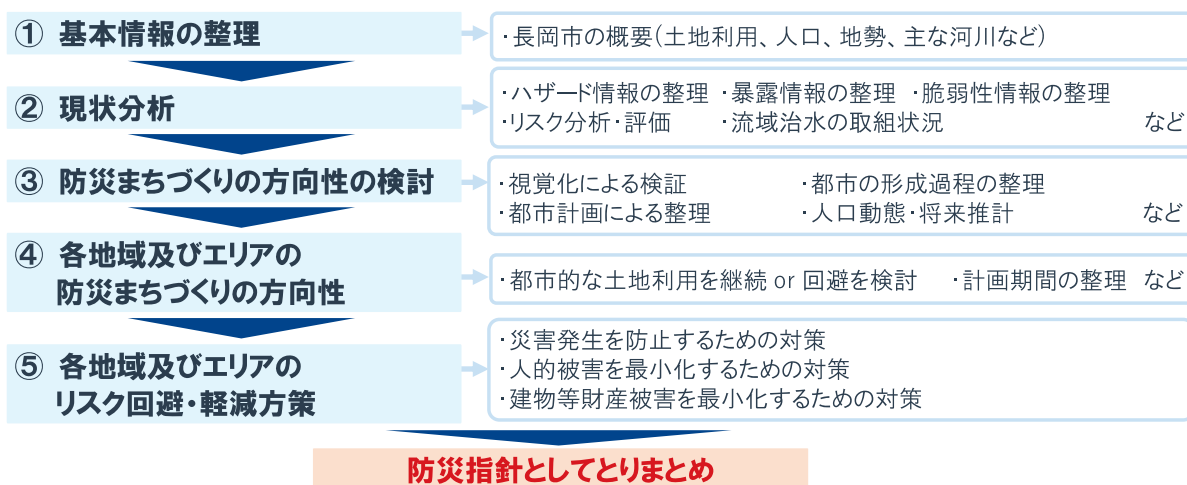 ① 基本情報の整理
・長岡市の概要(土地利用、人口、地勢、主な河川など)
② 現状分析
・ハザード情報の整理 ・暴露情報の整理 ・脆弱性情報の整理
・リスク分析・評価 ・流域治水の取組状況 など
③ 防災まちづくりの方向性の検討
・視覚化による検証 ・都市の形成過程の整理
・都市計画による整理 ・人口動態・将来推計 など
④ 各地域及びエリアの
防災まちづくりの方向性
・都市的な土地利用を継続 or 回避を検討 ・計画期間の整理 など
⑤ 各地域及びエリアの
リスク回避・軽減方策
・災害発生を防止するための対策
・人的被害を最小化するための対策
・建物等財産被害を最小化するための対策
防災指針としてとりまとめ